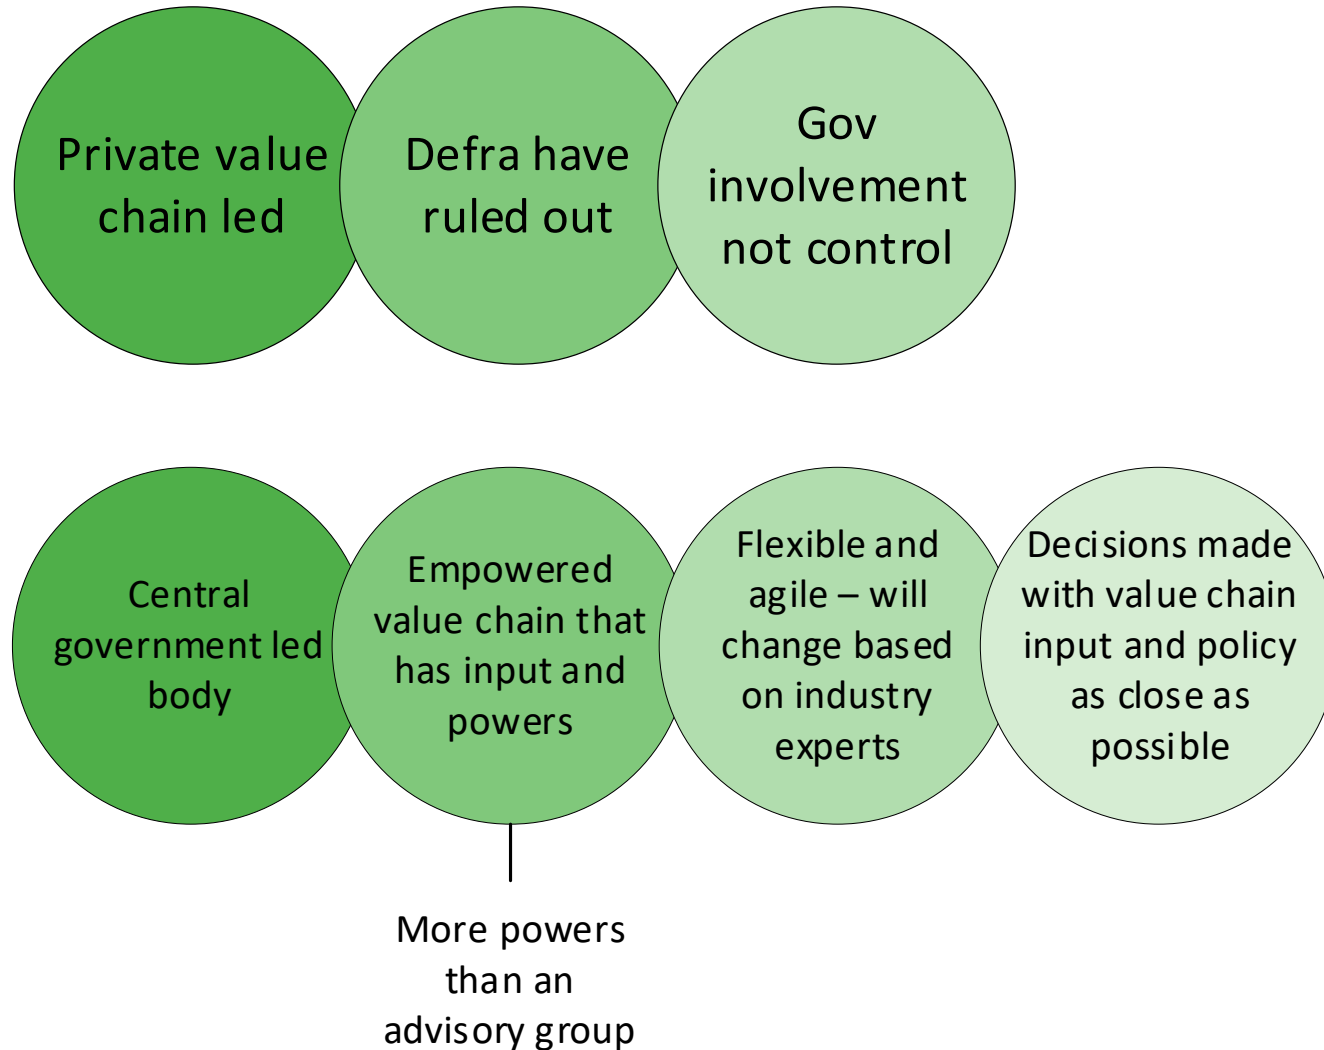 Private value
chain led
Defra have
ruled out
Gov
involvement
not control
Central
government led
body
Empowered
value chain that
has input and
powers
Flexible and
agile – will
change based
on industry
experts
Decisions made
with value chain
input and policy
as close as
possible
More powers
than an
advisory group